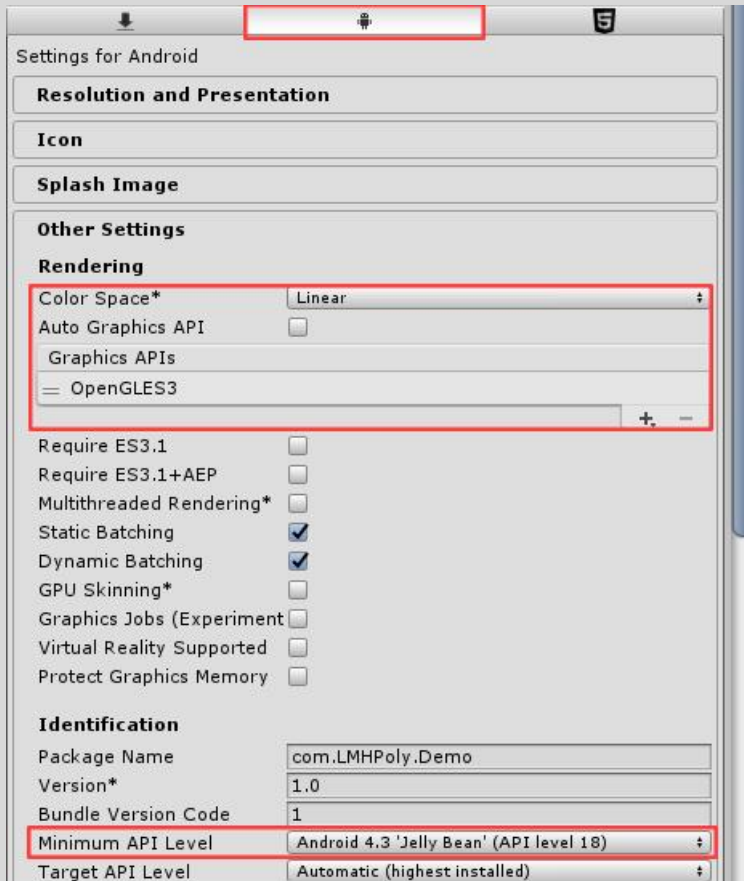 Settings for Android
Resolution and Presentation
Icon
Splash Image
Other Settings
Rendering
Color Space* Linear
Auto Graphics API
Graphics APIs
= OpenGLES3
Require ES3.1
Require ES3.1+AEP
Multithreaded Rendering*
Static Batching
Dynamic Batching
GPU Skinning*
Graphics Jobs (Experiment
Virtual Reality Supported
Protect Graphics Memory
Identification
Package Name com.LMHPoly.Demo
Version* 1.0
Bundle Version Code 1
Minimum API Level Android 4.3 'Jelly Bean' (API level 18)
Target API Level Automatic (highest installed)